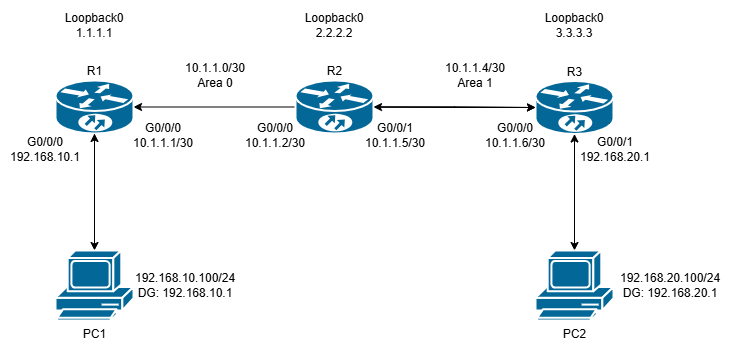 Loopback0
1.1.1.1
Loopback0
2.2.2.2
Loopback0
3.3.3.3
R1
10.1.1.0/30
Area 0
R2
10.1.1.4/30
Area 1
R3
G0/0/0
192.168.10.1
G0/0/0
10.1.1.1/30
G0/0/0
10.1.1.2/30
G0/0/1
10.1.1.5/30
G0/0/0
10.1.1.6/30
G0/0/1
192.168.20.1
192.168.10.100/24
DG: 192.168.10.1
PC1
192.168.20.100/24
DG: 192.168.20.1
PC2